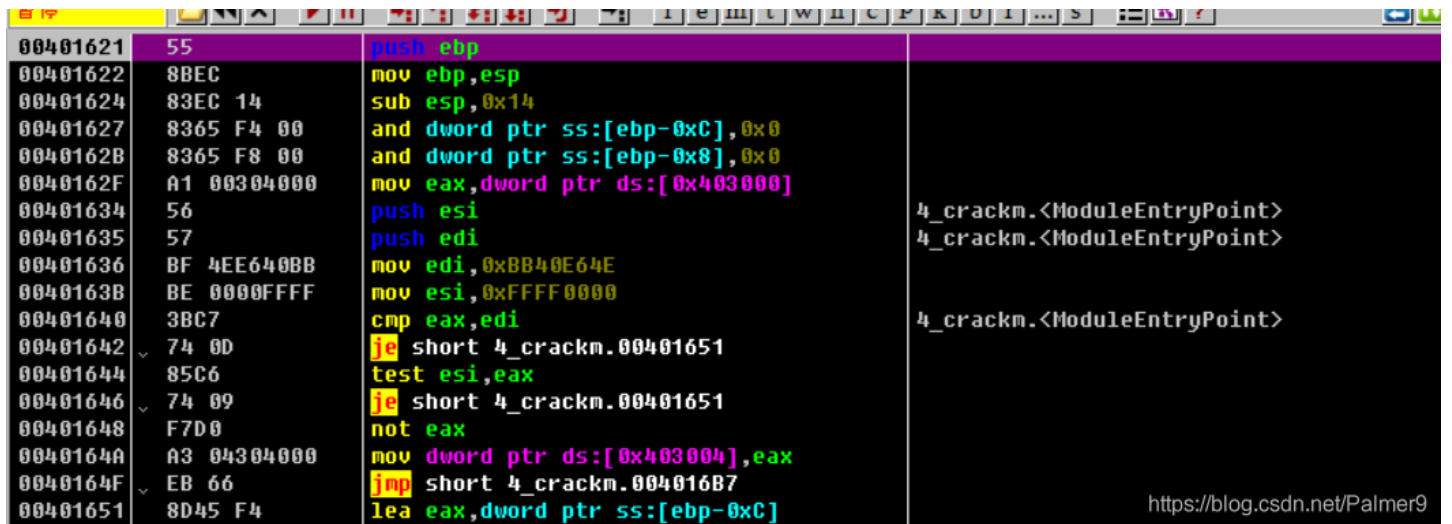 暂停 l e m t w h c P k b r ... s ?
00401621 55 push ebp
00401622 8BEC mov ebp,esp
00401624 83EC 14 sub esp,0x14
00401627 8365 F4 00 and dword ptr ss:[ebp-0xC],0x0
0040162B 8365 F8 00 and dword ptr ss:[ebp-0x8],0x0
0040162F A1 00304000 mov eax,dword ptr ds:[0x403000]
00401634 56 push esi 4_crackm.<ModuleEntryPoint>
00401635 57 push edi 4_crackm.<ModuleEntryPoint>
00401636 BF 4EE640BB mov edi,0xBB40E64E
0040163B BE 0000FFFF mov esi,0xFFFF0000
00401640 3BC7 cmp eax,edi 4_crackm.<ModuleEntryPoint>
00401642 74 0D je short 4_crackm.00401651
00401644 85C6 test esi,eax
00401646 74 09 je short 4_crackm.00401651
00401648 F7D0 not eax
0040164A A3 04304000 mov dword ptr ds:[0x403004],eax
0040164F EB 66 jmp short 4_crackm.004016B7
00401651 8D45 F4 lea eax,dword ptr ss:[ebp-0xC]
https://blog.csdn.net/Palmer9